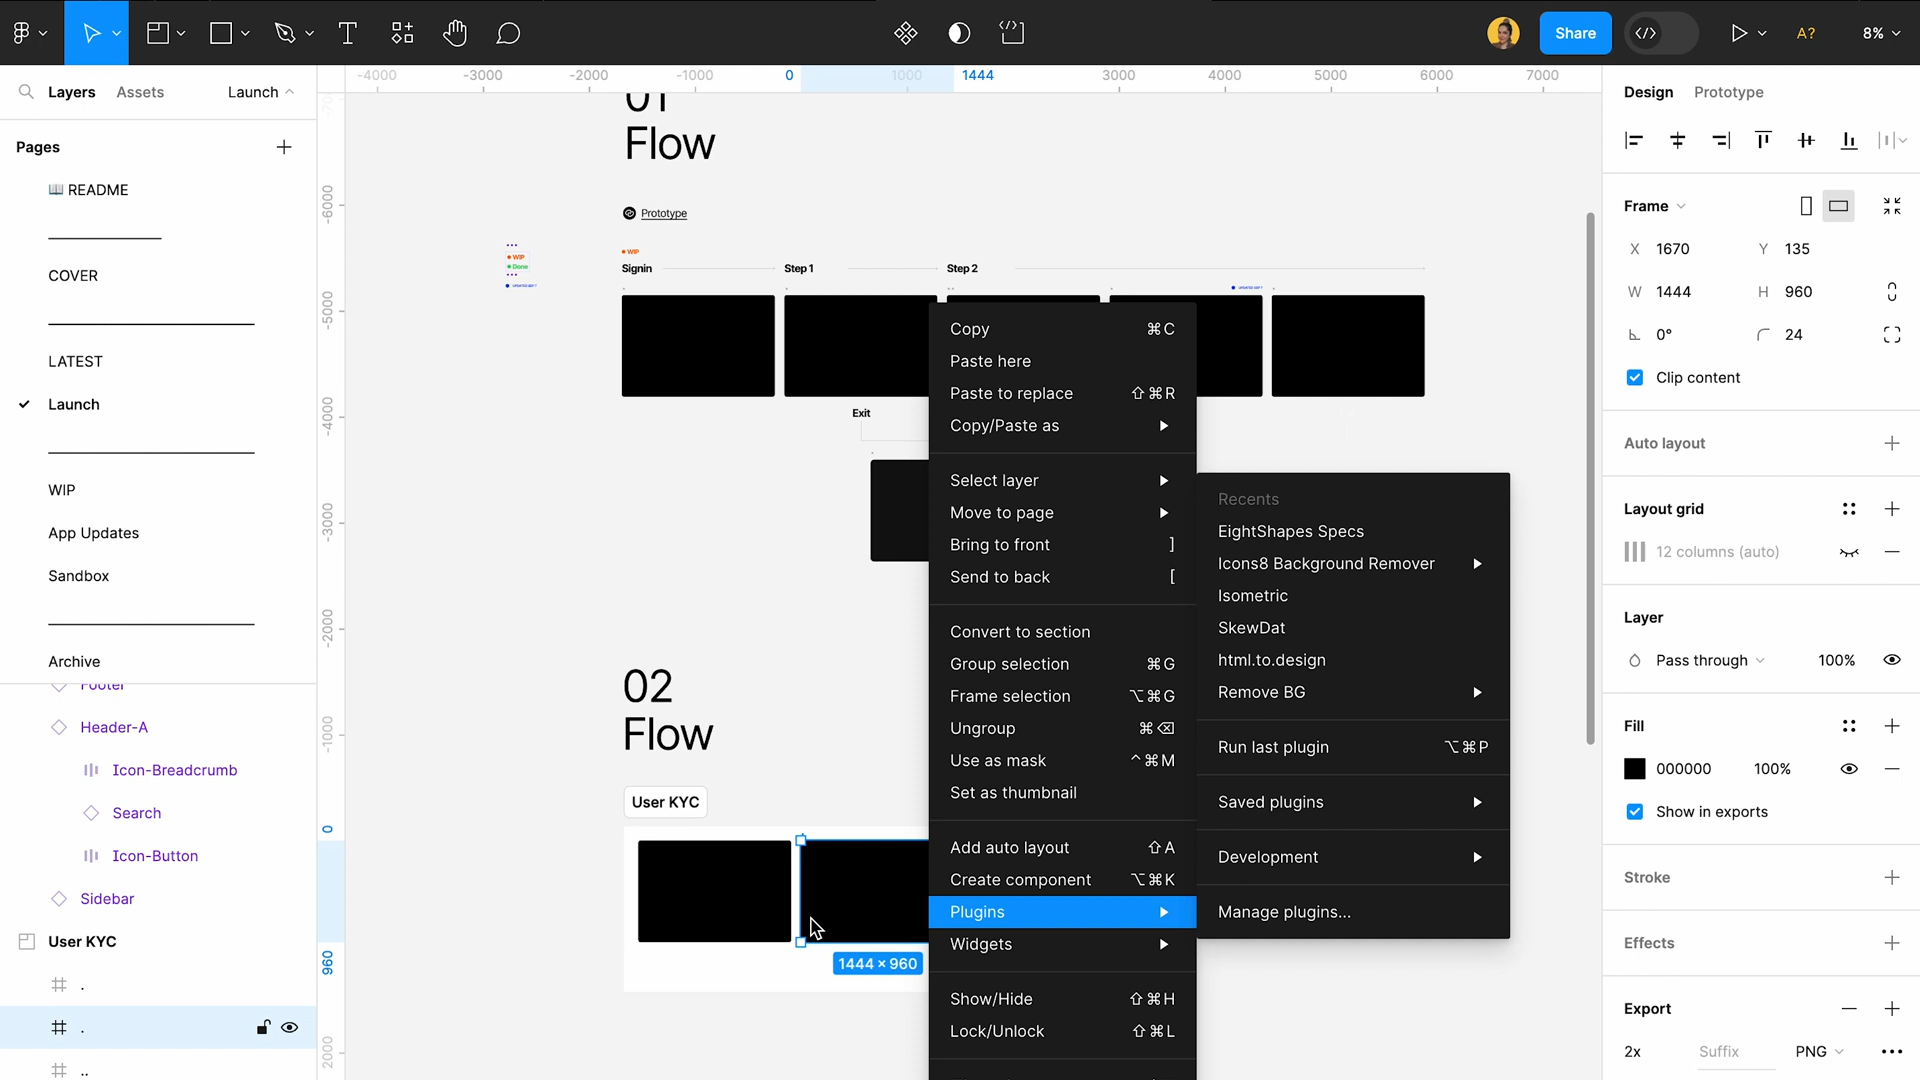 Share
A?
8%
Layers
Assets
Launch
-4000
-3000
-2000
-1000
0
1000
1444
3000
4000
5000
6000
7000
Design
Prototype
Pages
README
COVER
LATEST
Launch
WIP
App Updates
Sandbox
Archive
Footer
Header-A
Icon-Breadcrumb
Search
Icon-Button
Sidebar
User KYC
.
.
..
-6000
-5000
-4000
-3000
-2000
-1000
0
960
2000
01
Flow
Prototype
WIP
Done
WIP
Signin
Step 1
Step 2
Exit
02
Flow
User KYC
1444 × 960
Copy ⌘C
Paste here
Paste to replace ⇧⌘R
Copy/Paste as
Select layer
Move to page
Bring to front ]
Send to back [
Convert to section
Group selection ⌘G
Frame selection ⌥⌘G
Ungroup ⌘⌫
Use as mask ^⌘M
Set as thumbnail
Add auto layout ⇧A
Create component ⌥⌘K
Plugins
Widgets
Show/Hide ⇧⌘H
Lock/Unlock ⇧⌘L
Recents
EightShapes Specs
Icons8 Background Remover
Isometric
SkewDat
html.to.design
Remove BG
Run last plugin ⌥⌘P
Saved plugins
Development
Manage plugins...
Frame
X 1670 Y 135
W 1444 H 960
0° 24
Clip content
Auto layout
Layout grid
12 columns (auto)
Layer
Pass through 100%
Fill
000000 100%
Show in exports
Stroke
Effects
Export
2x Suffix PNG